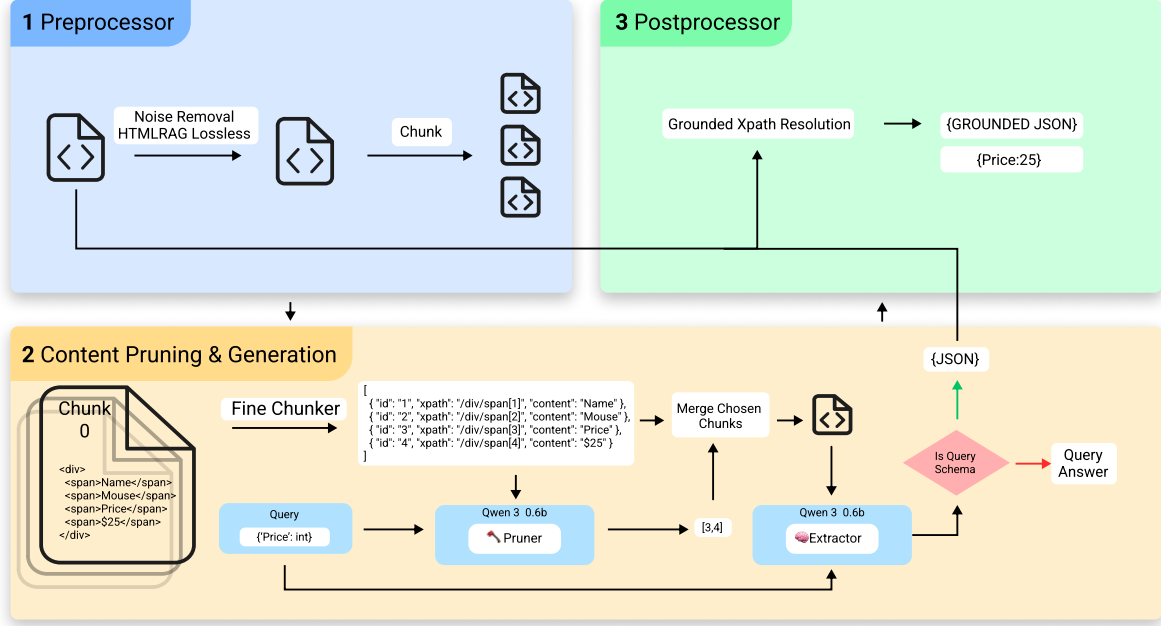 1 Preprocessor
Noise Removal
HTMLRAG Lossless
Chunk
3 Postprocessor
Grounded Xpath Resolution
{GROUNDED JSON}
{Price:25}
2 Content Pruning & Generation
Chunk
0
<div>
<span>Name</span>
<span>Mouse</span>
<span>Price</span>
<span>$25</span>
</div>
Fine Chunker
[
{ "id": "1", "xpath": "/div/span[1]", "content": "Name" },
{ "id": "2", "xpath": "/div/span[2]", "content": "Mouse" },
{ "id": "3", "xpath": "/div/span[3]", "content": "Price" },
{ "id": "4", "xpath": "/div/span[4]", "content": "$25" }
]
Merge Chosen
Chunks
{JSON}
Is Query
Schema
Query
Answer
Query
{'Price': int}
Qwen 3 0.6b
Pruner
[3,4]
Qwen 3 0.6b
Extractor